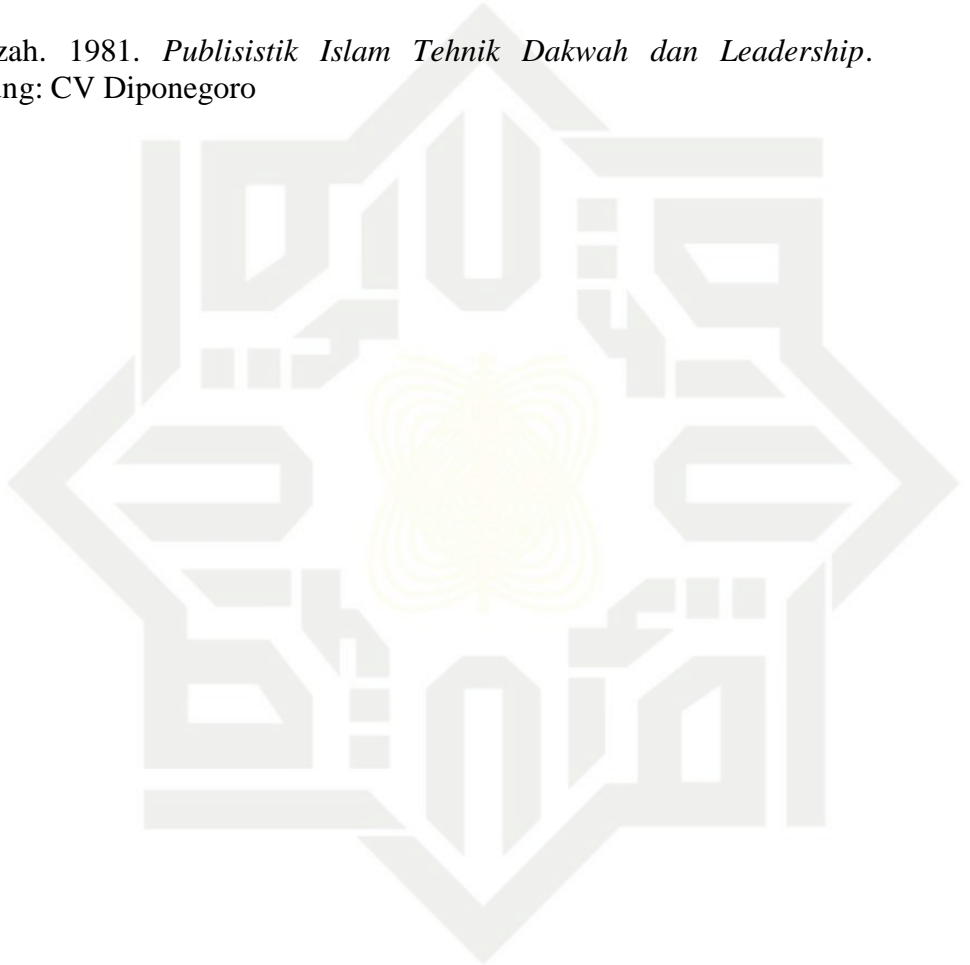 zah. 1981. Publisistik Islam Tehnik Dakwah dan Leadership.
ng: CV Diponegoro